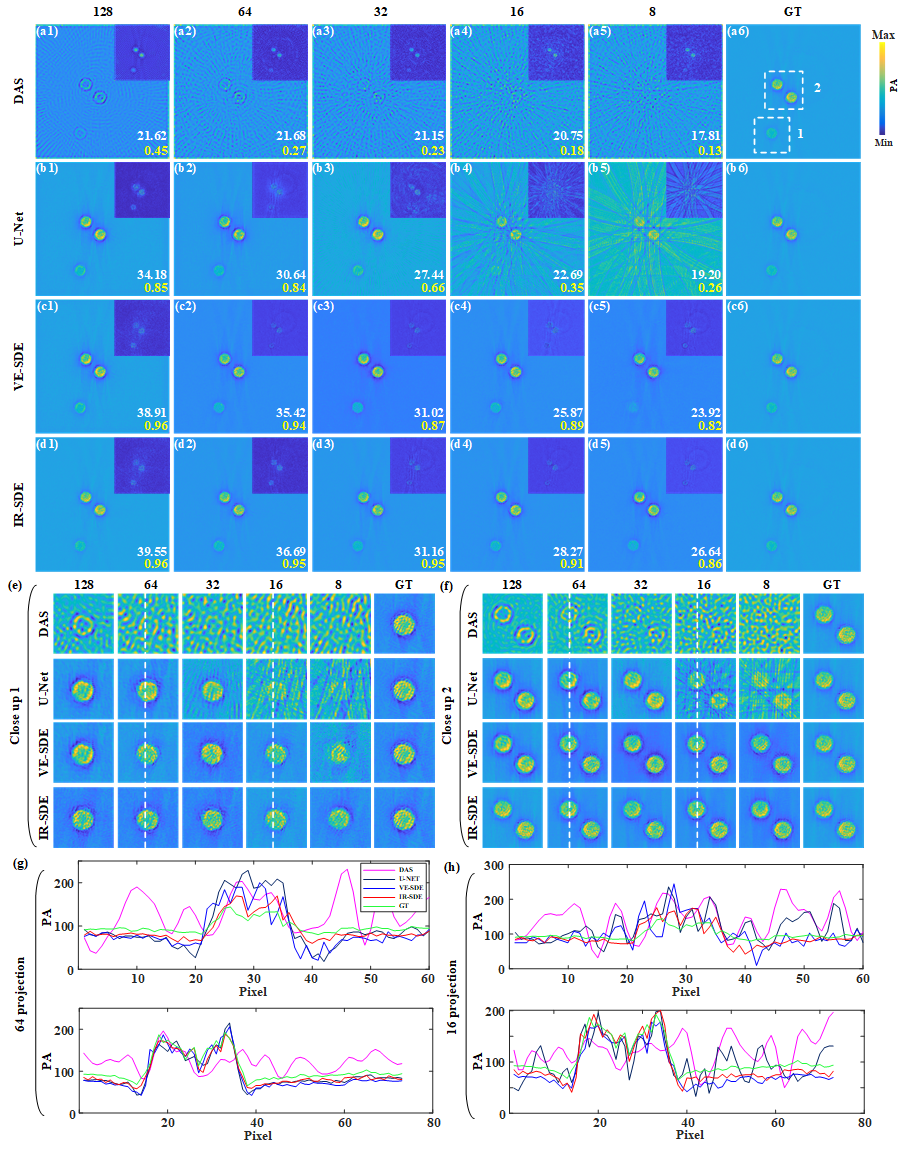 128 64 32 16 8 GT
DAS
(a1) (a2) (a3) (a4) (a5) (a6)
Max
PA
Min
2
1
21.62 21.68 21.15 20.75 17.81
0.45 0.27 0.23 0.18 0.13
U-Net
(b1) (b2) (b3) (b4) (b5) (b6)
34.18 30.64 27.44 22.69 19.20
0.85 0.84 0.66 0.35 0.26
VE-SDE
(c1) (c2) (c3) (c4) (c5) (c6)
38.91 35.42 31.02 25.87 23.92
0.96 0.94 0.87 0.89 0.82
IR-SDE
(d1) (d2) (d3) (d4) (d5) (d6)
39.55 36.69 31.16 28.27 26.64
0.96 0.95 0.95 0.91 0.86
(e) 128 64 32 16 8 GT
Close up 1
DAS
U-Net
VE-SDE
IR-SDE
(f) 128 64 32 16 8 GT
Close up 2
DAS
U-Net
VE-SDE
IR-SDE
(g)
64 projection
PA
200
100
0
DAS
U-NET
VE-SDE
IR-SDE
GT
0 10 20 30 40 50 60
Pixel
PA
200
100
0
0 20 40 60 80
Pixel
(h)
16 projection
PA
300
200
100
0
10 20 30 40 50 60
Pixel
PA
200
100
0
20 40 60 80
Pixel